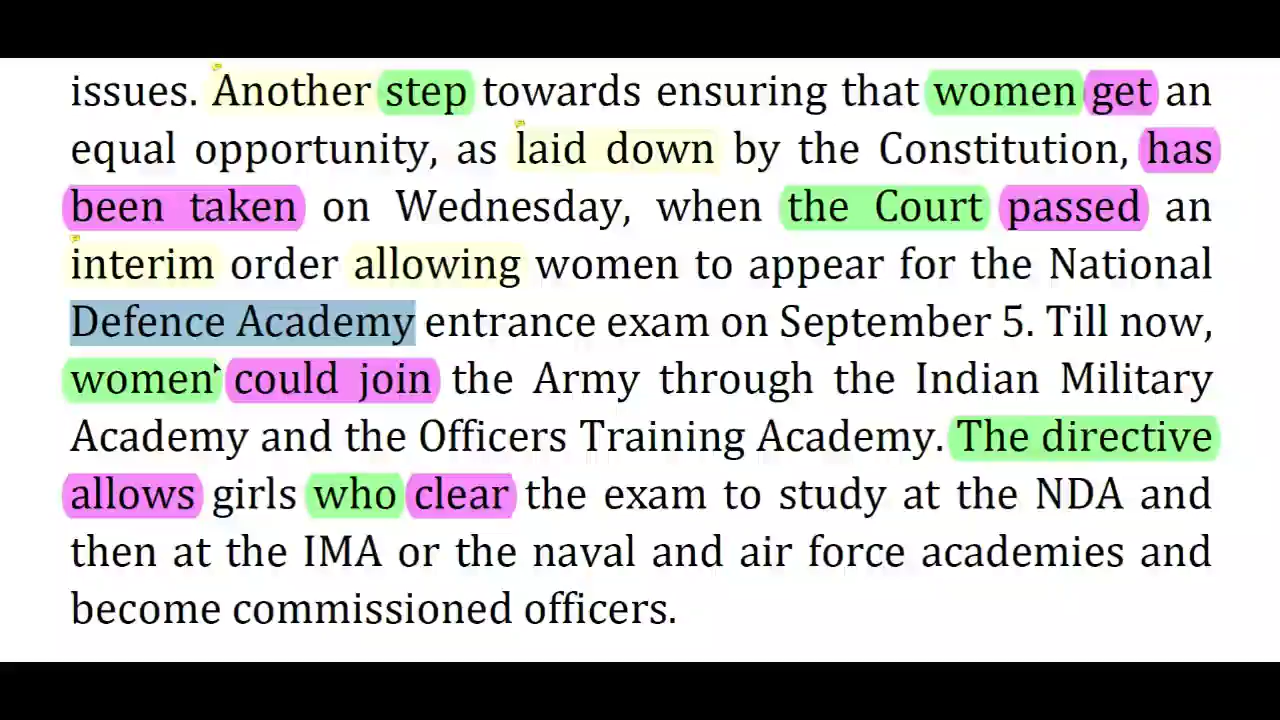 issues. Another step towards ensuring that women get an
equal opportunity, as laid down by the Constitution, has
been taken on Wednesday, when the Court passed an
interim order allowing women to appear for the National
Defence Academy entrance exam on September 5. Till now,
women could join the Army through the Indian Military
Academy and the Officers Training Academy. The directive
allows girls who clear the exam to study at the NDA and
then at the IMA or the naval and air force academies and
become commissioned officers.